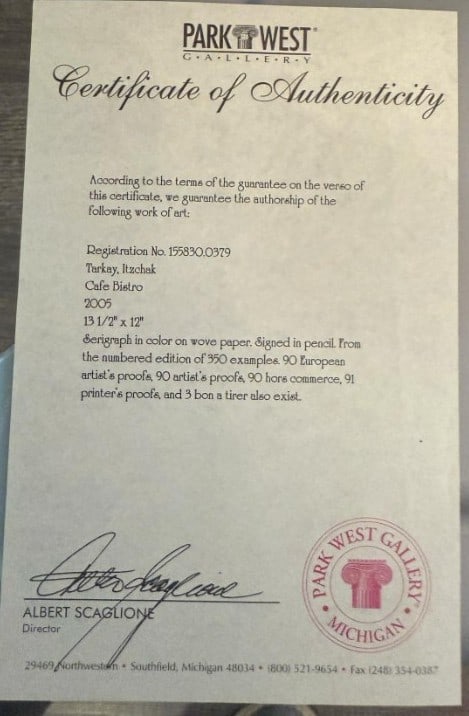 PARK WEST
G·A·L·L·E·R·Y
Certificate of Authenticity
According to the terms of the guarantee on the verso of
this certificate, we guarantee the authorship of the
following work of art:
Registration No. 155830.0379
Tarkay, Itzchak
Cafe Bistro
2005
13 1/2" x 12"
Serigraph in color on wove paper. Signed in pencil. From
the numbered edition of 350 examples. 90 European
artist's proofs, 90 artist's proofs, 90 hors commerce, 91
printer's proofs, and 3 bon a tirer also exist.
ALBERT SCAGLIONE
Director
PARK WEST GALLERY
• MICHIGAN •
29469 Northwestern • Southfield, Michigan 48034 • (800) 521-9654 • Fax (248) 354-0387